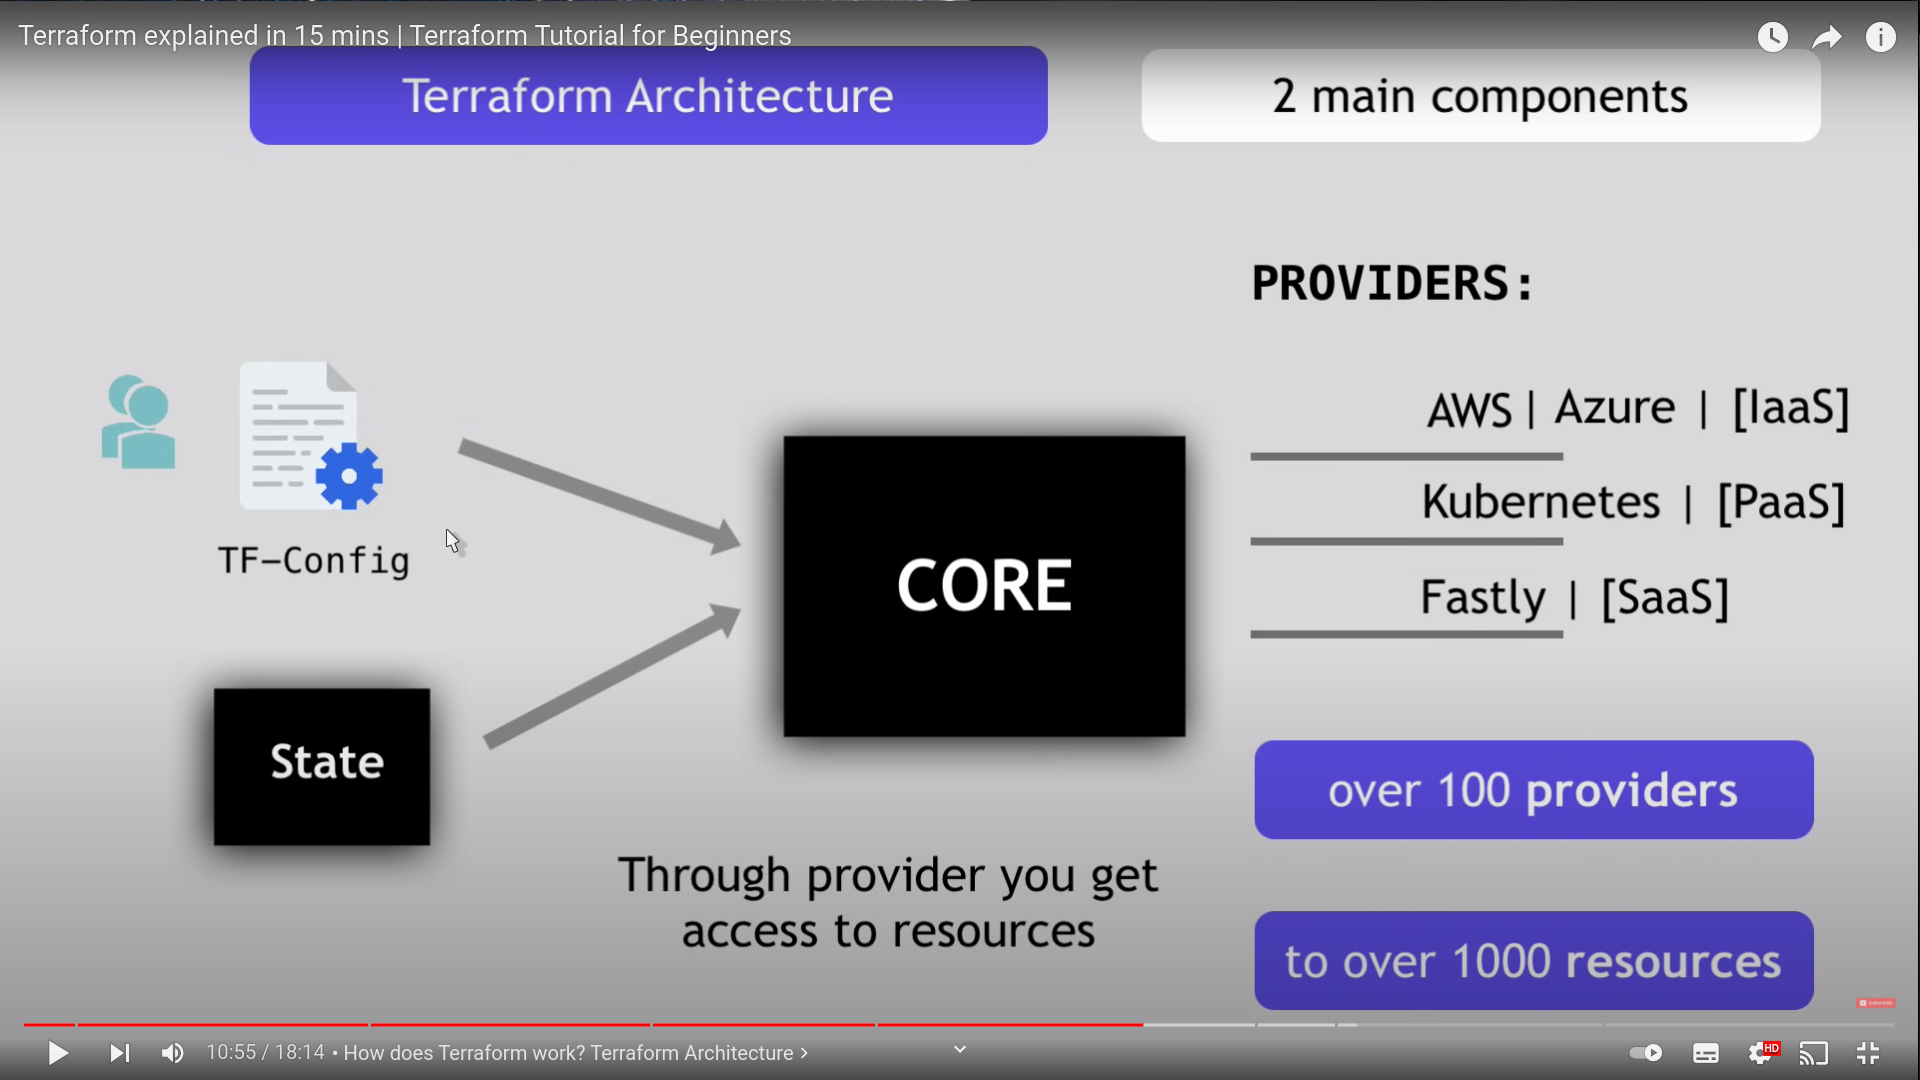 Terraform explained in 15 mins | Terraform Tutorial for Beginners
Terraform Architecture
2 main components
PROVIDERS:
AWS | Azure | [IaaS]
Kubernetes | [PaaS]
Fastly | [SaaS]
TF-Config
CORE
State
over 100 providers
Through provider you get
access to resources
to over 1000 resources
SUBSCRIBE
10:55 / 18:14 • How does Terraform work? Terraform Architecture
HD